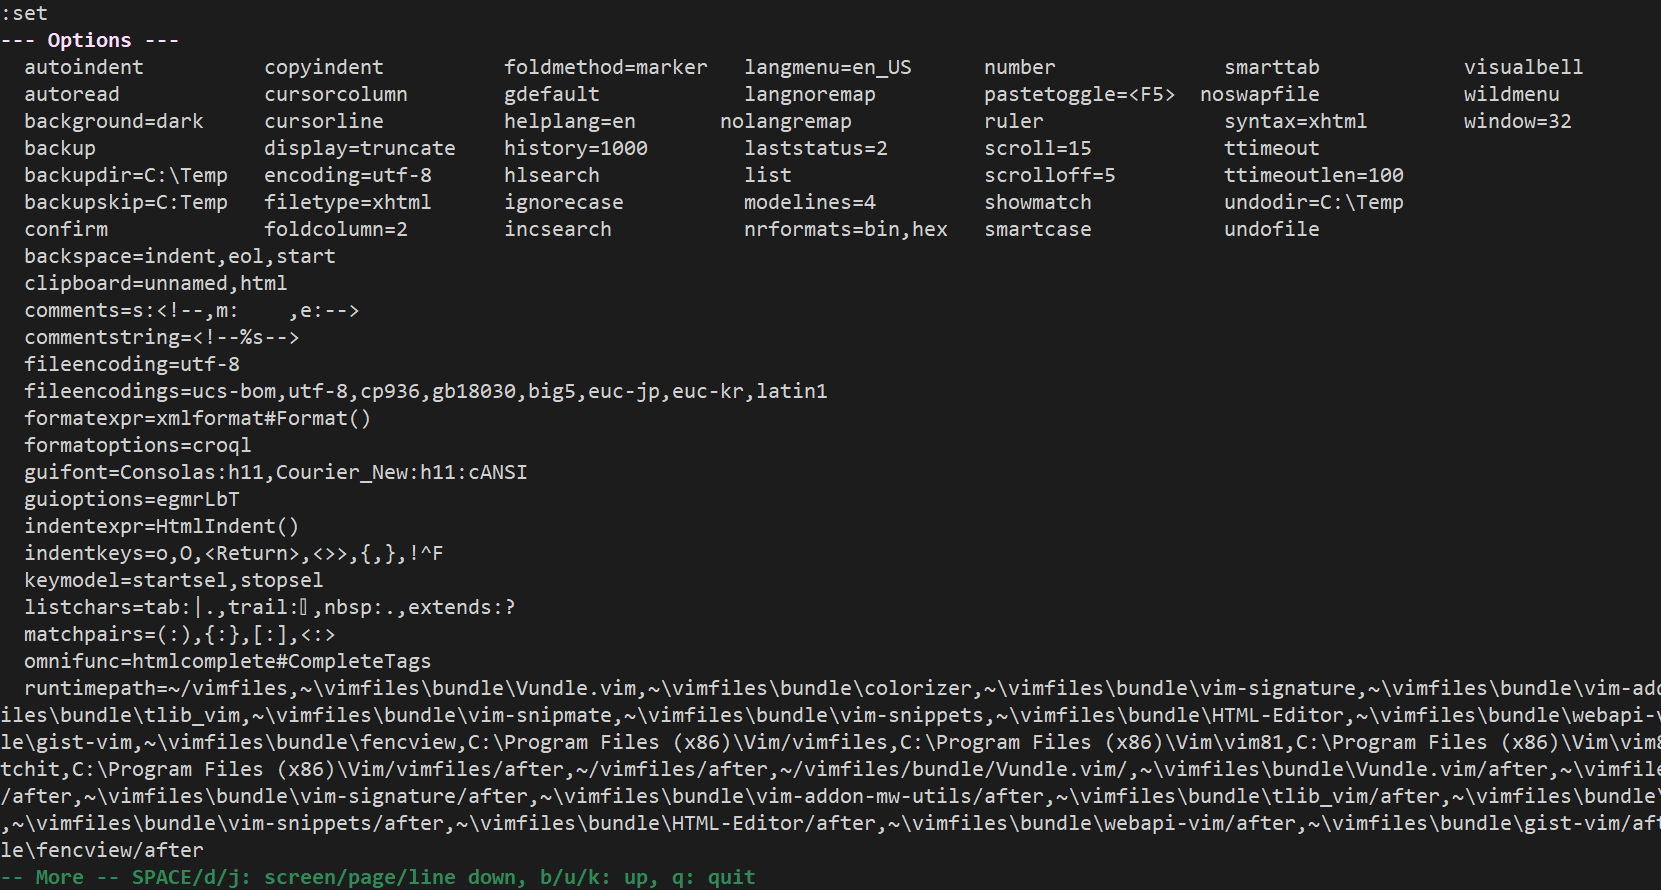 :set
--- Options ---
  autoindent          copyindent          foldmethod=marker   langmenu=en_US      number              smarttab            visualbell
  autoread            cursorcolumn        gdefault            langnoremap         pastetoggle=<F5>  noswapfile            wildmenu
  background=dark     cursorline          helplang=en       nolangremap           ruler               syntax=xhtml        window=32
  backup              display=truncate    history=1000        laststatus=2        scroll=15           ttimeout
  backupdir=C:\Temp   encoding=utf-8      hlsearch            list                scrolloff=5         ttimeoutlen=100
  backupskip=C:Temp   filetype=xhtml      ignorecase          modelines=4         showmatch           undodir=C:\Temp
  confirm             foldcolumn=2        incsearch           nrformats=bin,hex   smartcase           undofile
  backspace=indent,eol,start
  clipboard=unnamed,html
  comments=s:<!--,m:    ,e:-->
  commentstring=<!--%s-->
  fileencoding=utf-8
  fileencodings=ucs-bom,utf-8,cp936,gb18030,big5,euc-jp,euc-kr,latin1
  formatexpr=xmlformat#Format()
  formatoptions=croql
  guifont=Consolas:h11,Courier_New:h11:cANSI
  guioptions=egmrLbT
  indentexpr=HtmlIndent()
  indentkeys=o,O,<Return>,<>>,{,},!^F
  keymodel=startsel,stopsel
  listchars=tab:|.,trail:▯,nbsp:.,extends:?
  matchpairs=(:),{:},[:],<:>
  omnifunc=htmlcomplete#CompleteTags
  runtimepath=~/vimfiles,~\vimfiles\bundle\Vundle.vim,~\vimfiles\bundle\colorizer,~\vimfiles\bundle\vim-signature,~\vimfiles\bundle\vim-add
iles\bundle\tlib_vim,~\vimfiles\bundle\vim-snipmate,~\vimfiles\bundle\vim-snippets,~\vimfiles\bundle\HTML-Editor,~\vimfiles\bundle\webapi-v
le\gist-vim,~\vimfiles\bundle\fencview,C:\Program Files (x86)\Vim/vimfiles,C:\Program Files (x86)\Vim\vim81,C:\Program Files (x86)\Vim\vim8
tchit,C:\Program Files (x86)\Vim/vimfiles/after,~/vimfiles/after,~/vimfiles/bundle/Vundle.vim/,~\vimfiles\bundle\Vundle.vim/after,~\vimfile
/after,~\vimfiles\bundle\vim-signature/after,~\vimfiles\bundle\vim-addon-mw-utils/after,~\vimfiles\bundle\tlib_vim/after,~\vimfiles\bundle\
,~\vimfiles\bundle\vim-snippets/after,~\vimfiles\bundle\HTML-Editor/after,~\vimfiles\bundle\webapi-vim/after,~\vimfiles\bundle\gist-vim/aft
le\fencview/after
-- More -- SPACE/d/j: screen/page/line down, b/u/k: up, q: quit